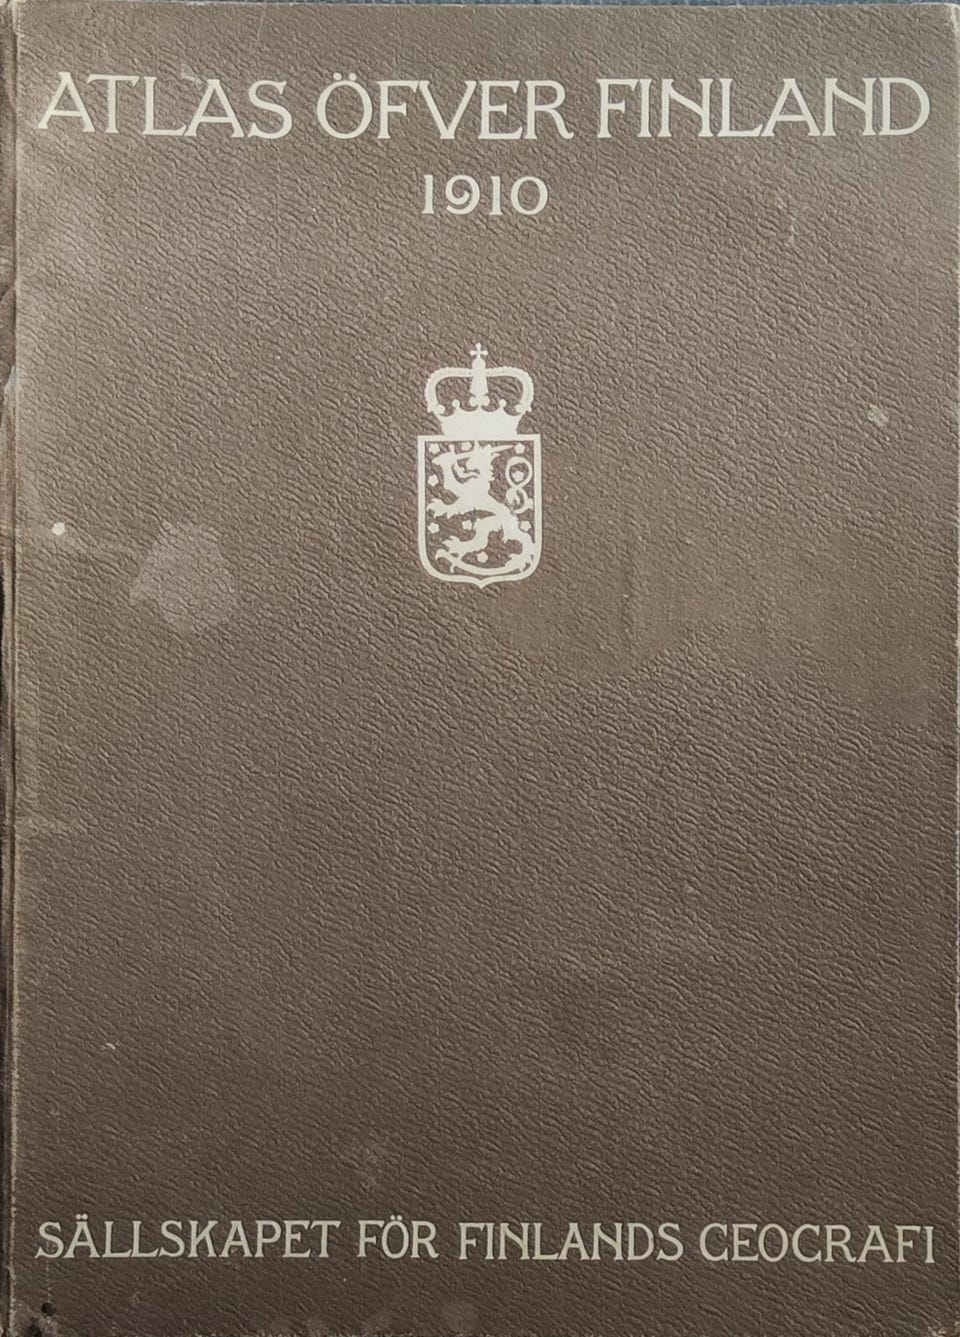 ATLAS ÖFVER FINLAND
1910
SÄLLSKAPET FÖR FINLANDS GEOGRAFI